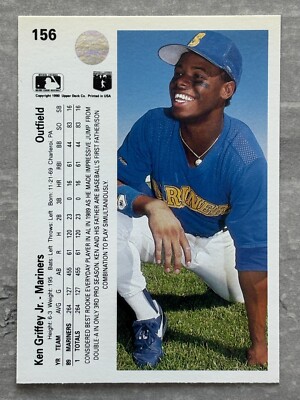 156
Copyright 1990 Upper Deck Co. Printed in USA
Ken Griffey Jr. - Mariners Outfield
Height: 6-3 Weight: 195 Bats: Left Throws: Left Born: 11-21-69 Charleroi, PA
YR TEAM AVG G AB R H 2B 3B HR RBI BB SO SB
89 MARINERS .264 127 455 61 120 23 0 16 61 44 83 16
1 TOTALS .264 127 455 61 120 23 0 16 61 44 83 16
CONSIDERED BEST ROOKIE EVERYDAY PLAYER IN AL IN 1989 AS HE MADE IMPRESSIVE JUMP FROM
DOUBLE-A IN ONLY 3RD PRO SEASON. KEN AND HIS FATHER ARE BASEBALL'S FIRST FATHER/SON
COMBINATION TO PLAY SIMULTANEOUSLY.
S
ARINERS